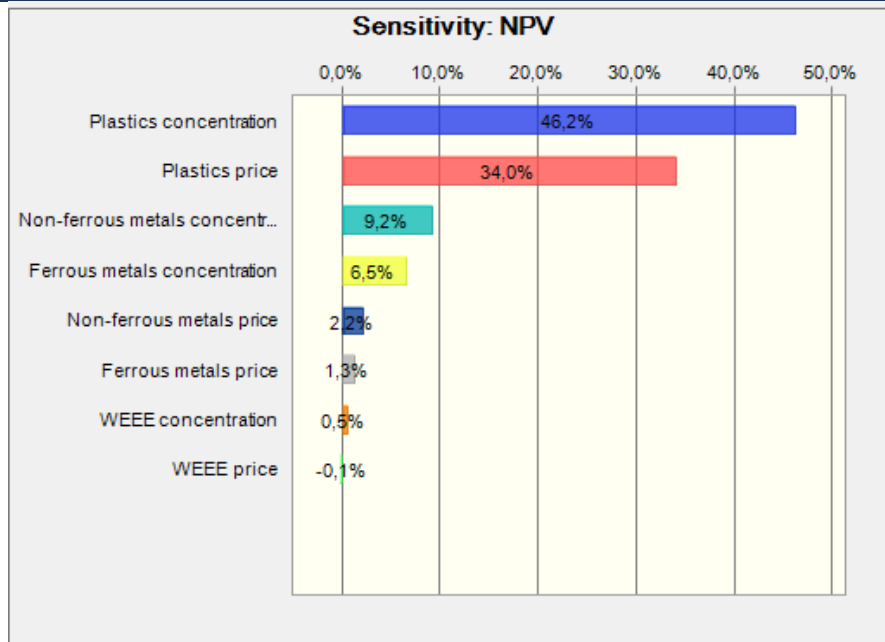 Sensitivity: NPV
0,0% 10,0% 20,0% 30,0% 40,0% 50,0%
Plastics concentration 46,2%
Plastics price 34,0%
Non-ferrous metals concentr... 9,2%
Ferrous metals concentration 6,5%
Non-ferrous metals price 2,2%
Ferrous metals price 1,3%
WEEE concentration 0,5%
WEEE price -0,1%